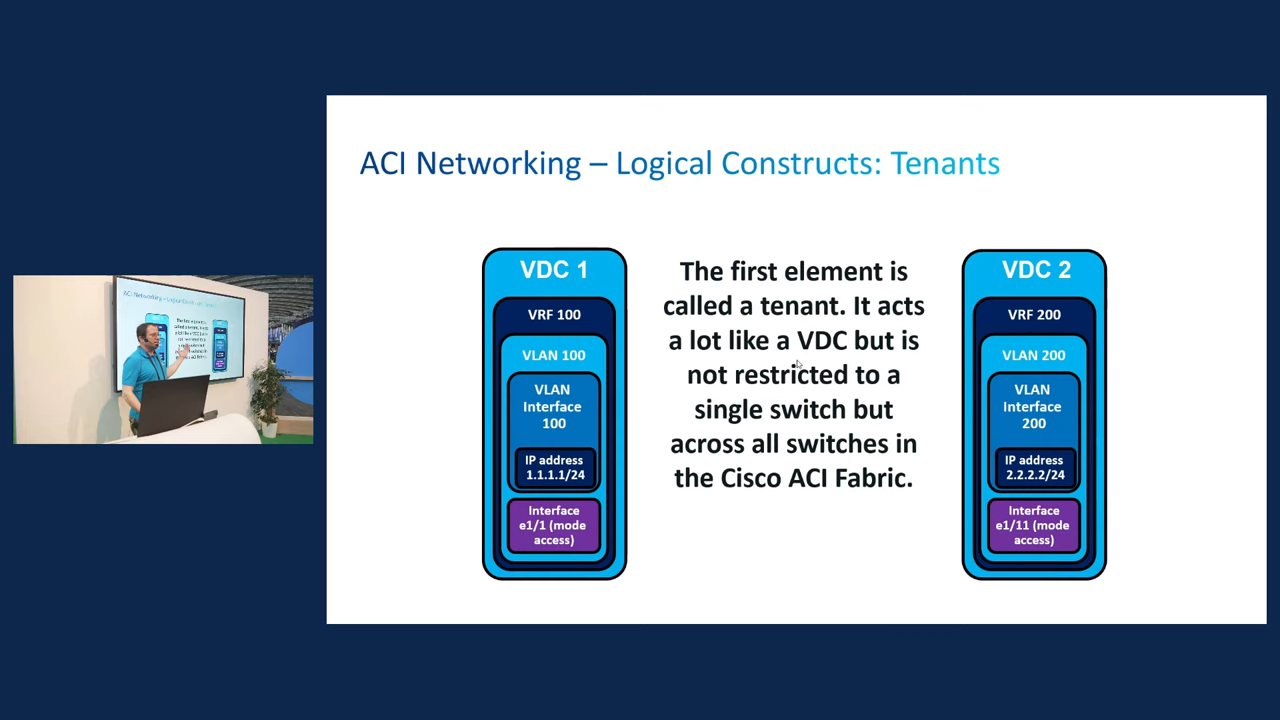 ACI Networking – Logical Constructs: Tenants
VDC 1
VRF 100
VLAN 100
VLAN
Interface
100
IP address
1.1.1.1/24
Interface
e1/1 (mode
access)
The first element is
called a tenant. It acts
a lot like a VDC but is
not restricted to a
single switch but
across all switches in
the Cisco ACI Fabric.
VDC 2
VRF 200
VLAN 200
VLAN
Interface
200
IP address
2.2.2.2/24
Interface
e1/11 (mode
access)